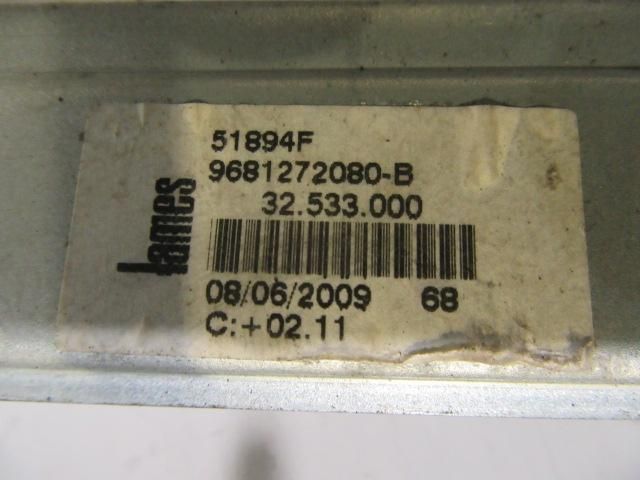 51894F
9681272080-B
32.533.000
Lames
08/06/2009 68
C:+02.11